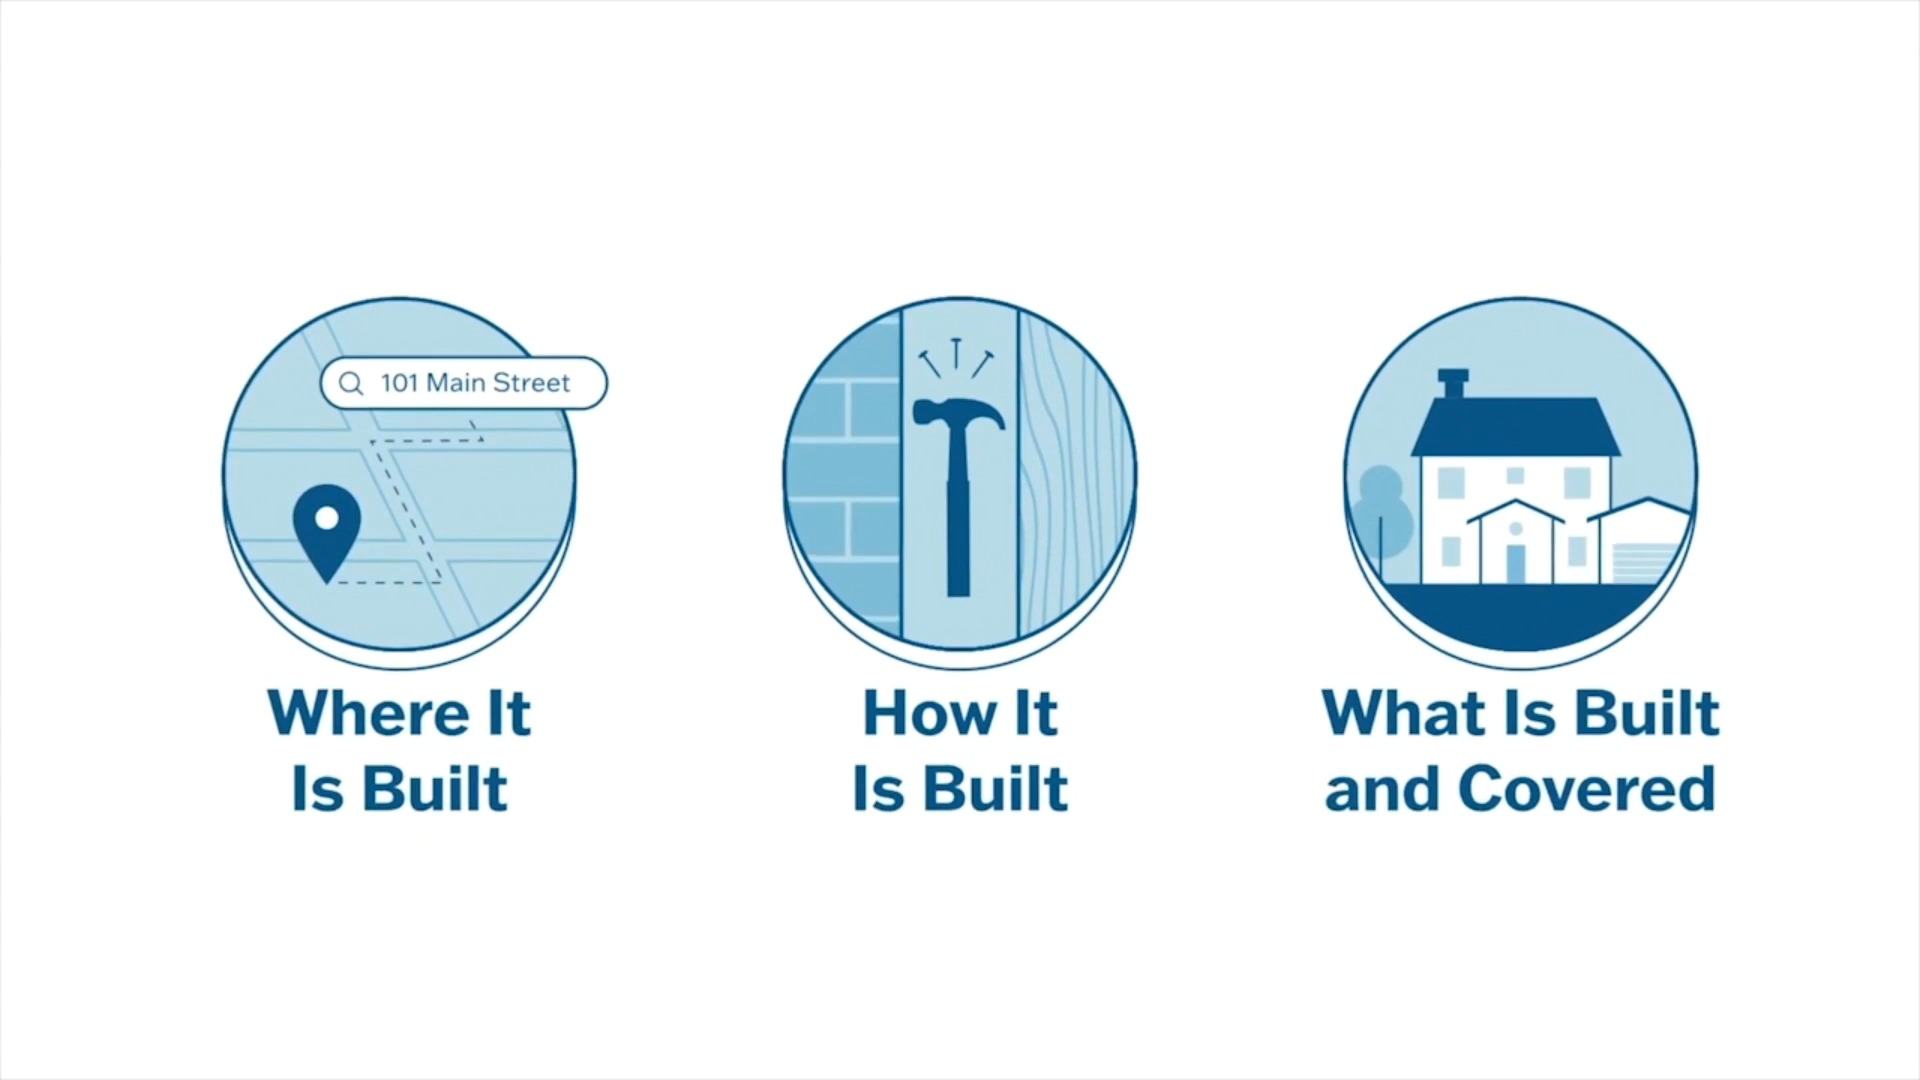 101 Main Street
Where It
Is Built
How It
Is Built
What Is Built
and Covered